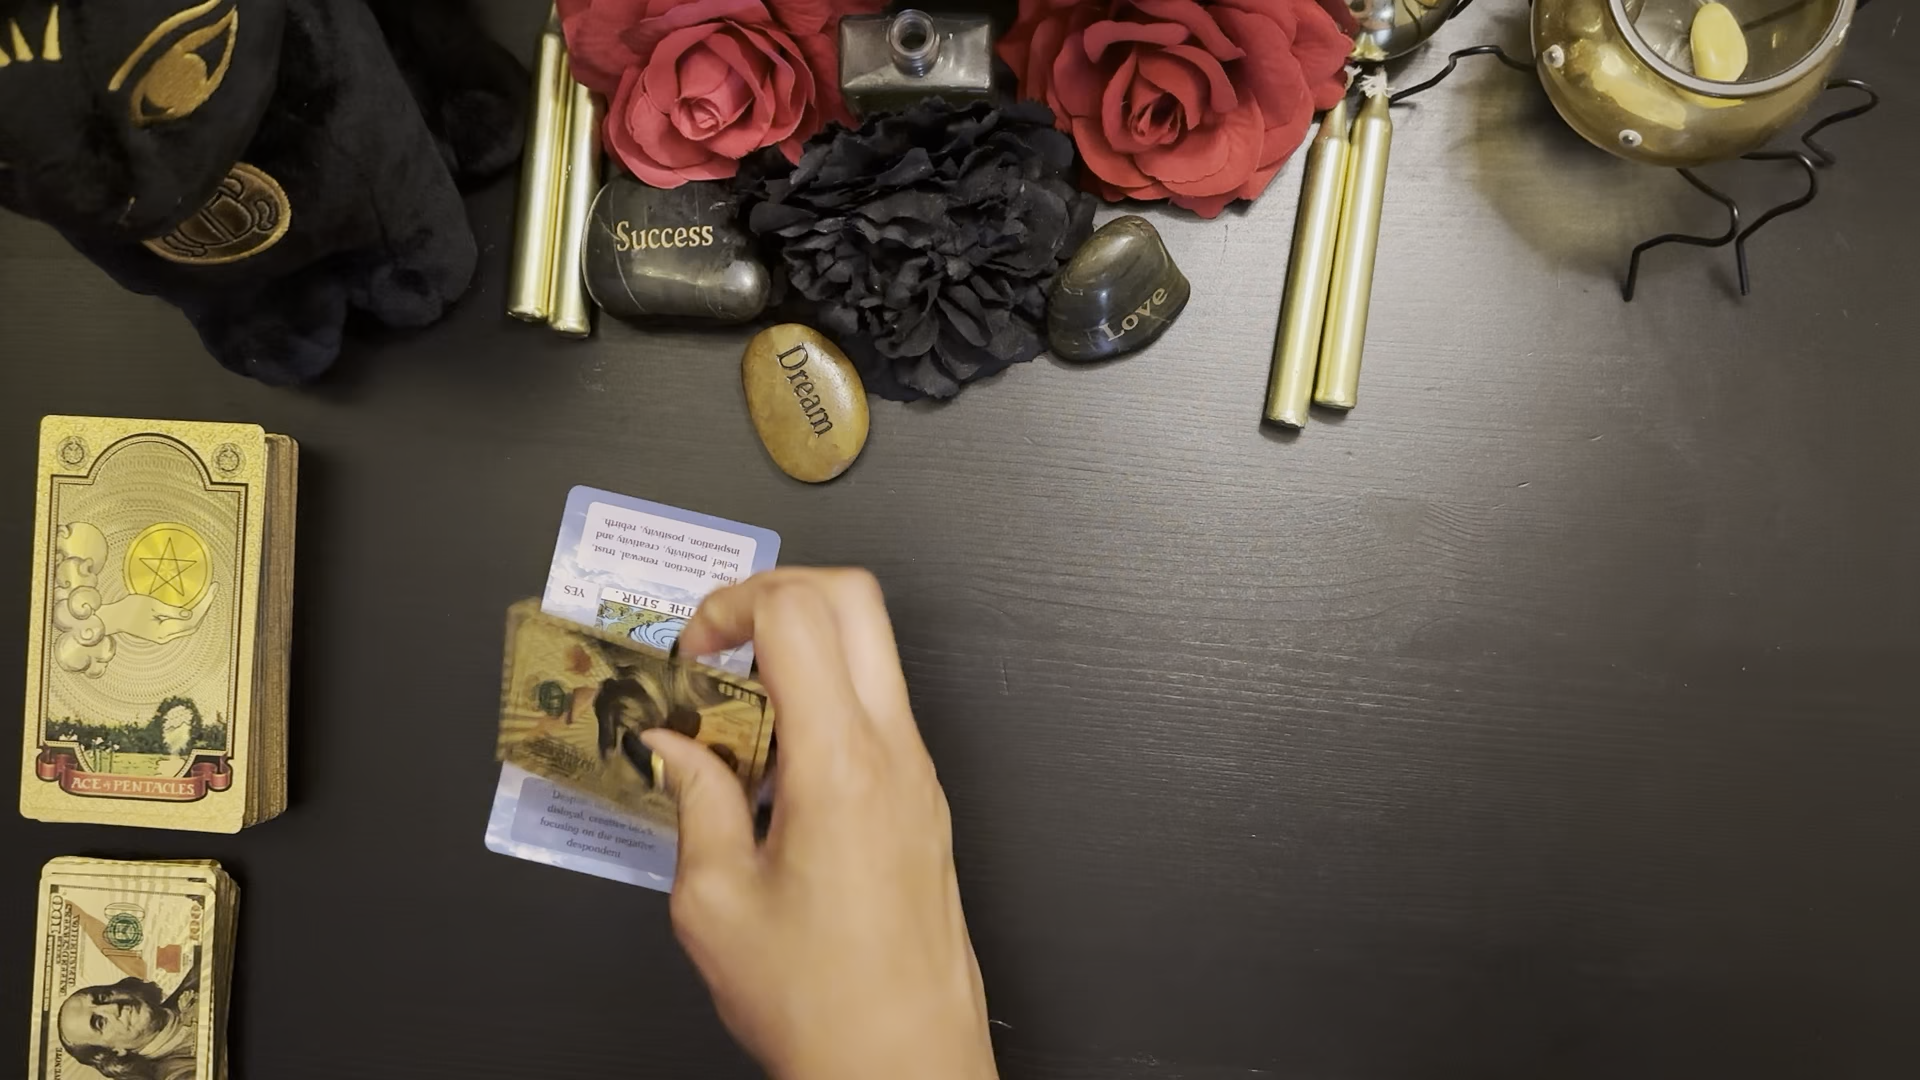 Success
Love
Dream
Hope, direction, renewal, trust,
belief, positivity, creativity and
inspiration, positivity, rebirth
YES
THE STAR.
disloyal, creative
focusing on the negative,
despondent
ACE of PENTACLES
100
100